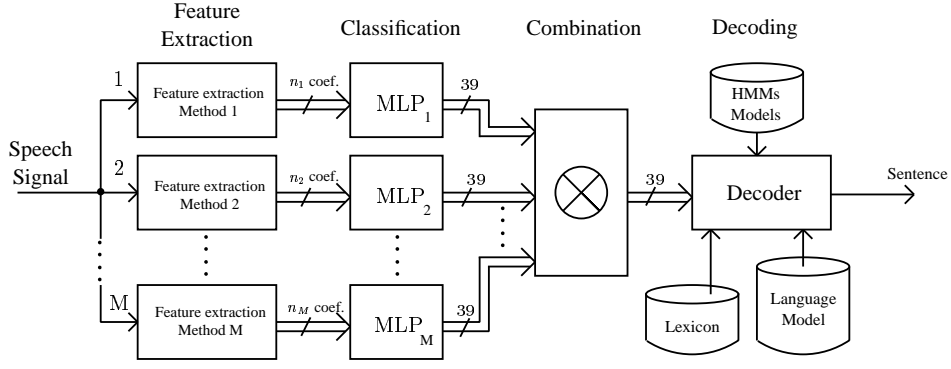 Feature
Extraction
Classification
Combination
Decoding
Speech
Signal
1
Feature extraction
Method 1
n₁ coef.
MLP₁
39
2
Feature extraction
Method 2
n₂ coef.
MLP₂
39
M
Feature extraction
Method M
n_M coef.
MLP_M
39
39
HMMs
Models
Decoder
Sentence
Lexicon
Language
Model